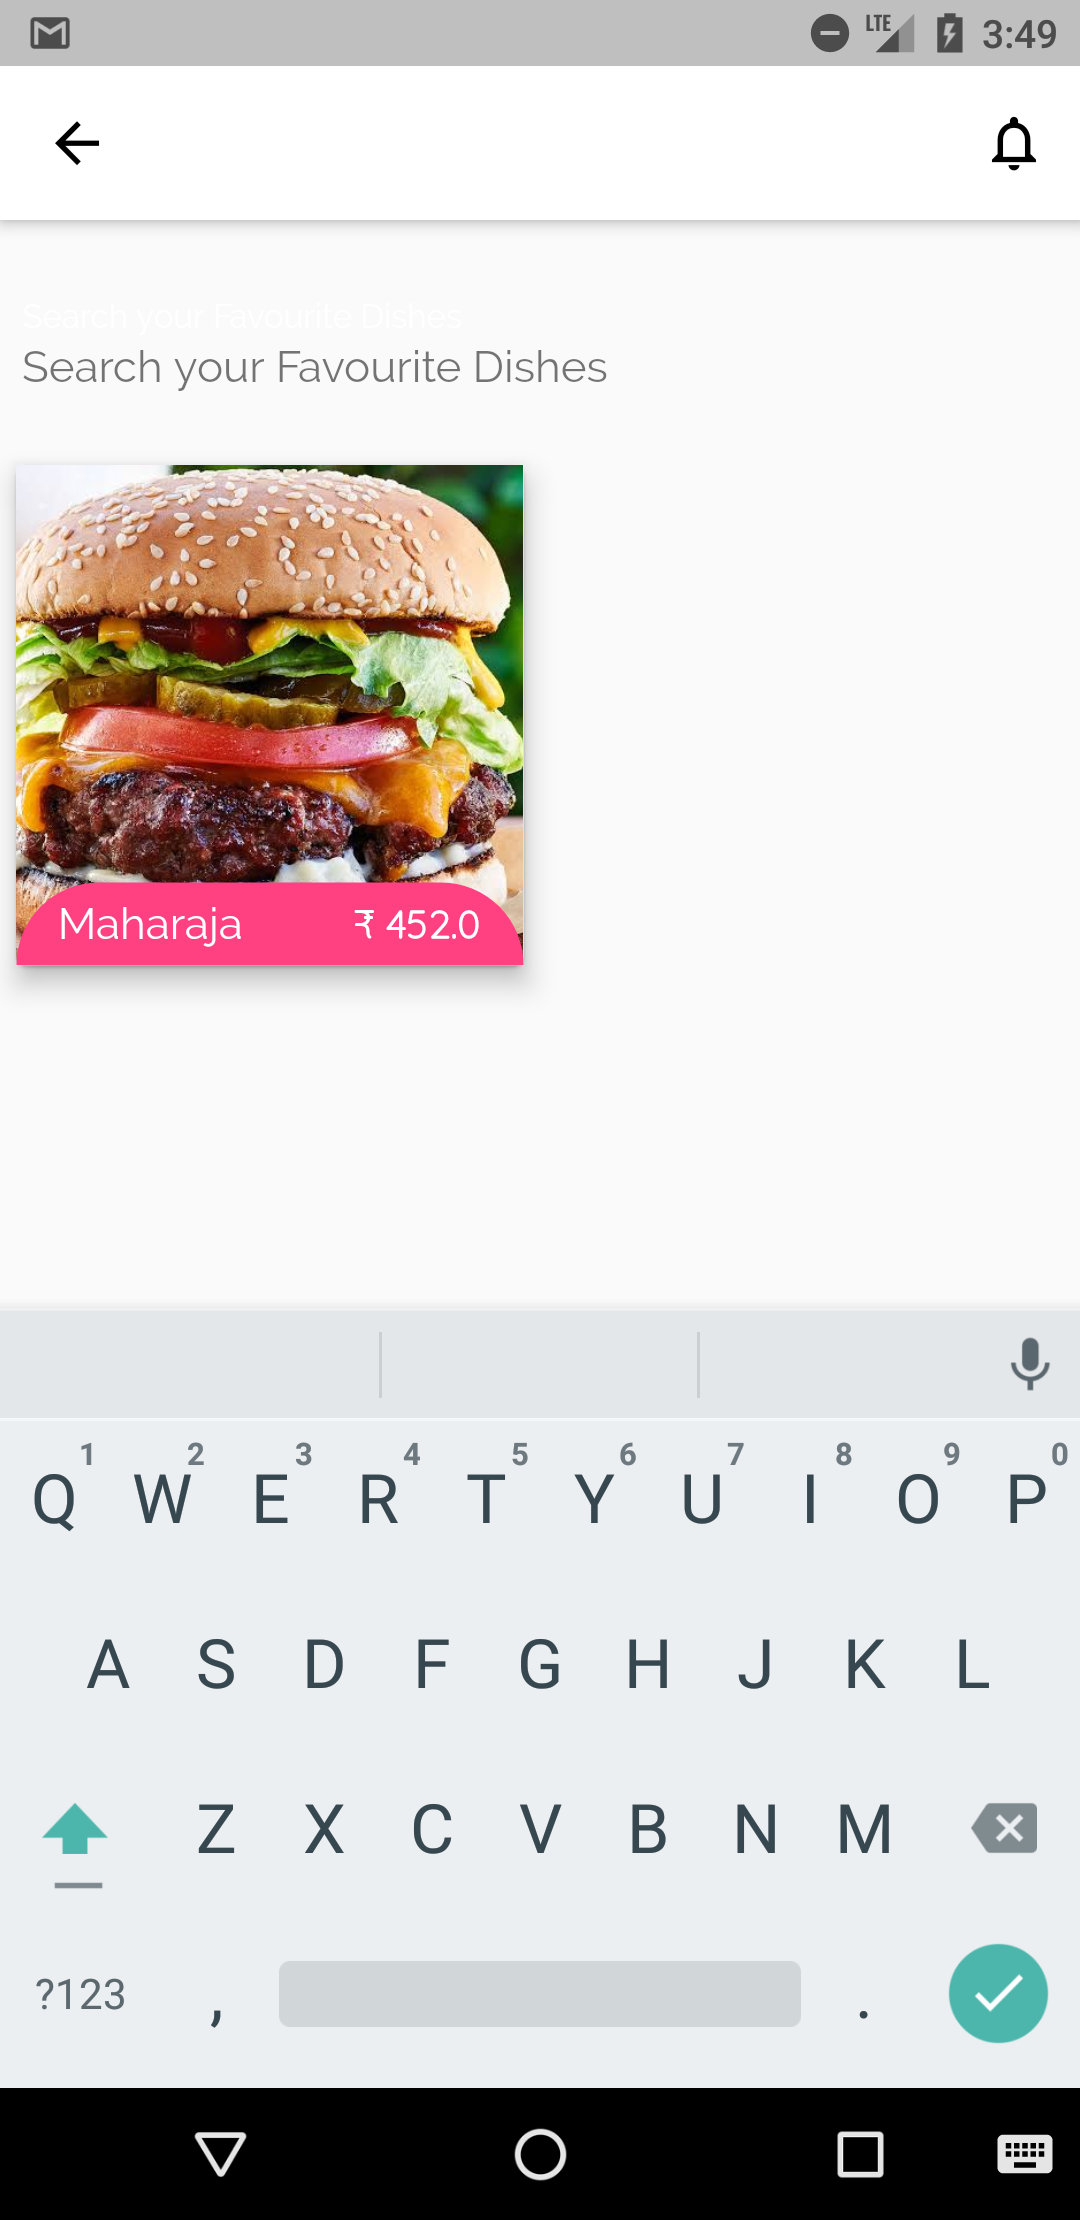 LTE 3:49
Search your Favourite Dishes
Search your Favourite Dishes
Maharaja ₹ 452.0
1 2 3 4 5 6 7 8 9 0
Q W E R T Y U I O P
A S D F G H J K L
Z X C V B N M
?123 , .